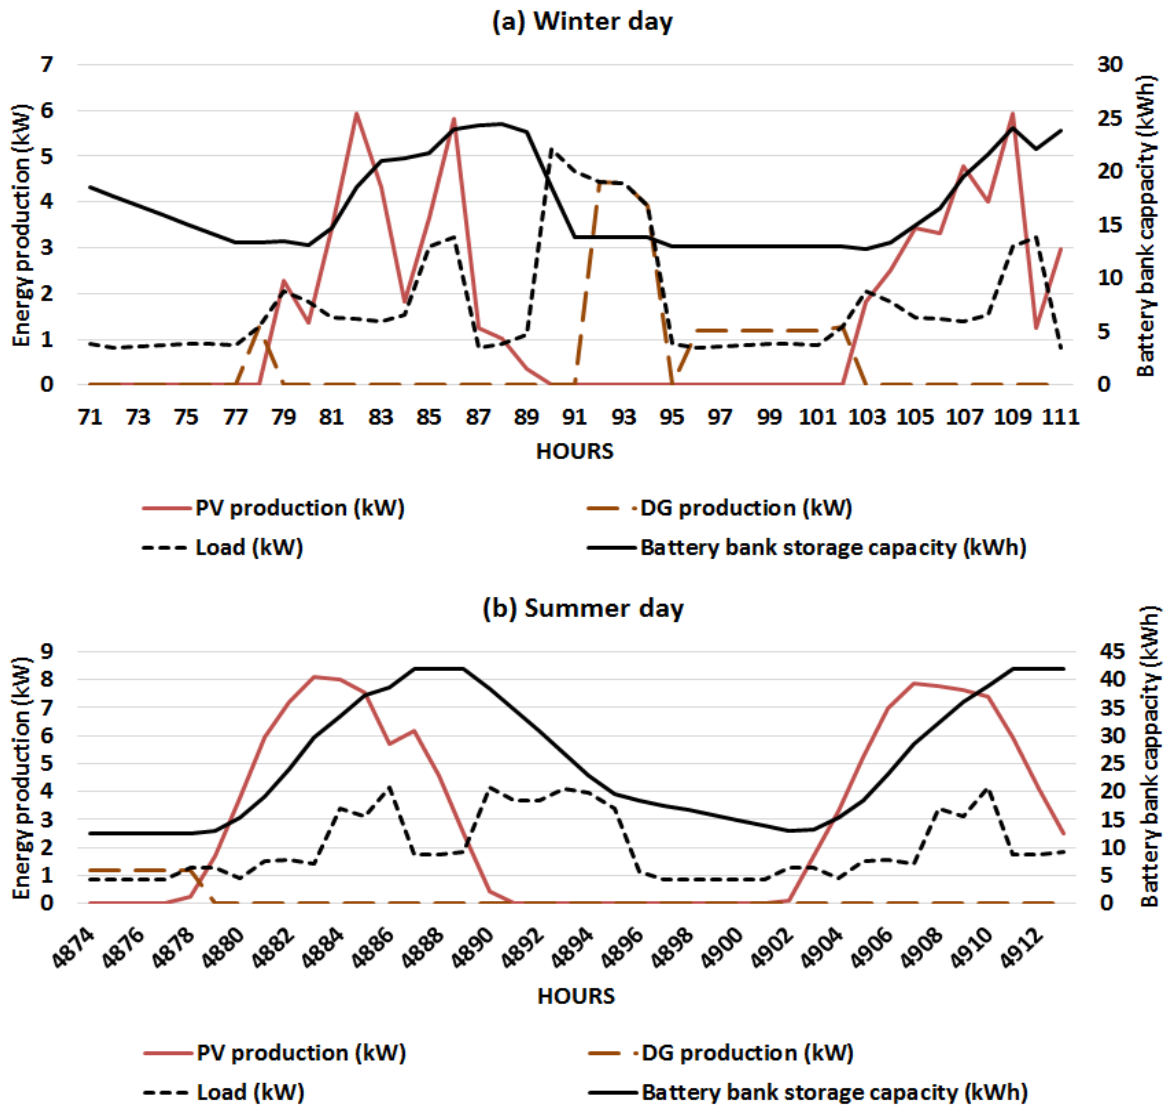 (a) Winter day
Energy production (kW)
7
6
5
4
3
2
1
0
30
25
20
15
10
5
0
Battery bank cappacity (kWh)
71 73 75 77 79 81 83 85 87 89 91 93 95 97 99 101 103 105 107 109 111
HOURS
PV production (kW)
DG production (kW)
Load (kW)
Battery bank storage capacity (kWh)
(b) Summer day
Energy production (kW)
9
8
7
6
5
4
3
2
1
0
45
40
35
30
25
20
15
10
5
0
Battery bank cappacity (kWh)
4874 4876 4878 4880 4882 4884 4886 4888 4890 4892 4894 4896 4898 4900 4902 4904 4906 4908 4910 4912
HOURS
PV production (kW)
DG production (kW)
Load (kW)
Battery bank storage capacity (kWh)